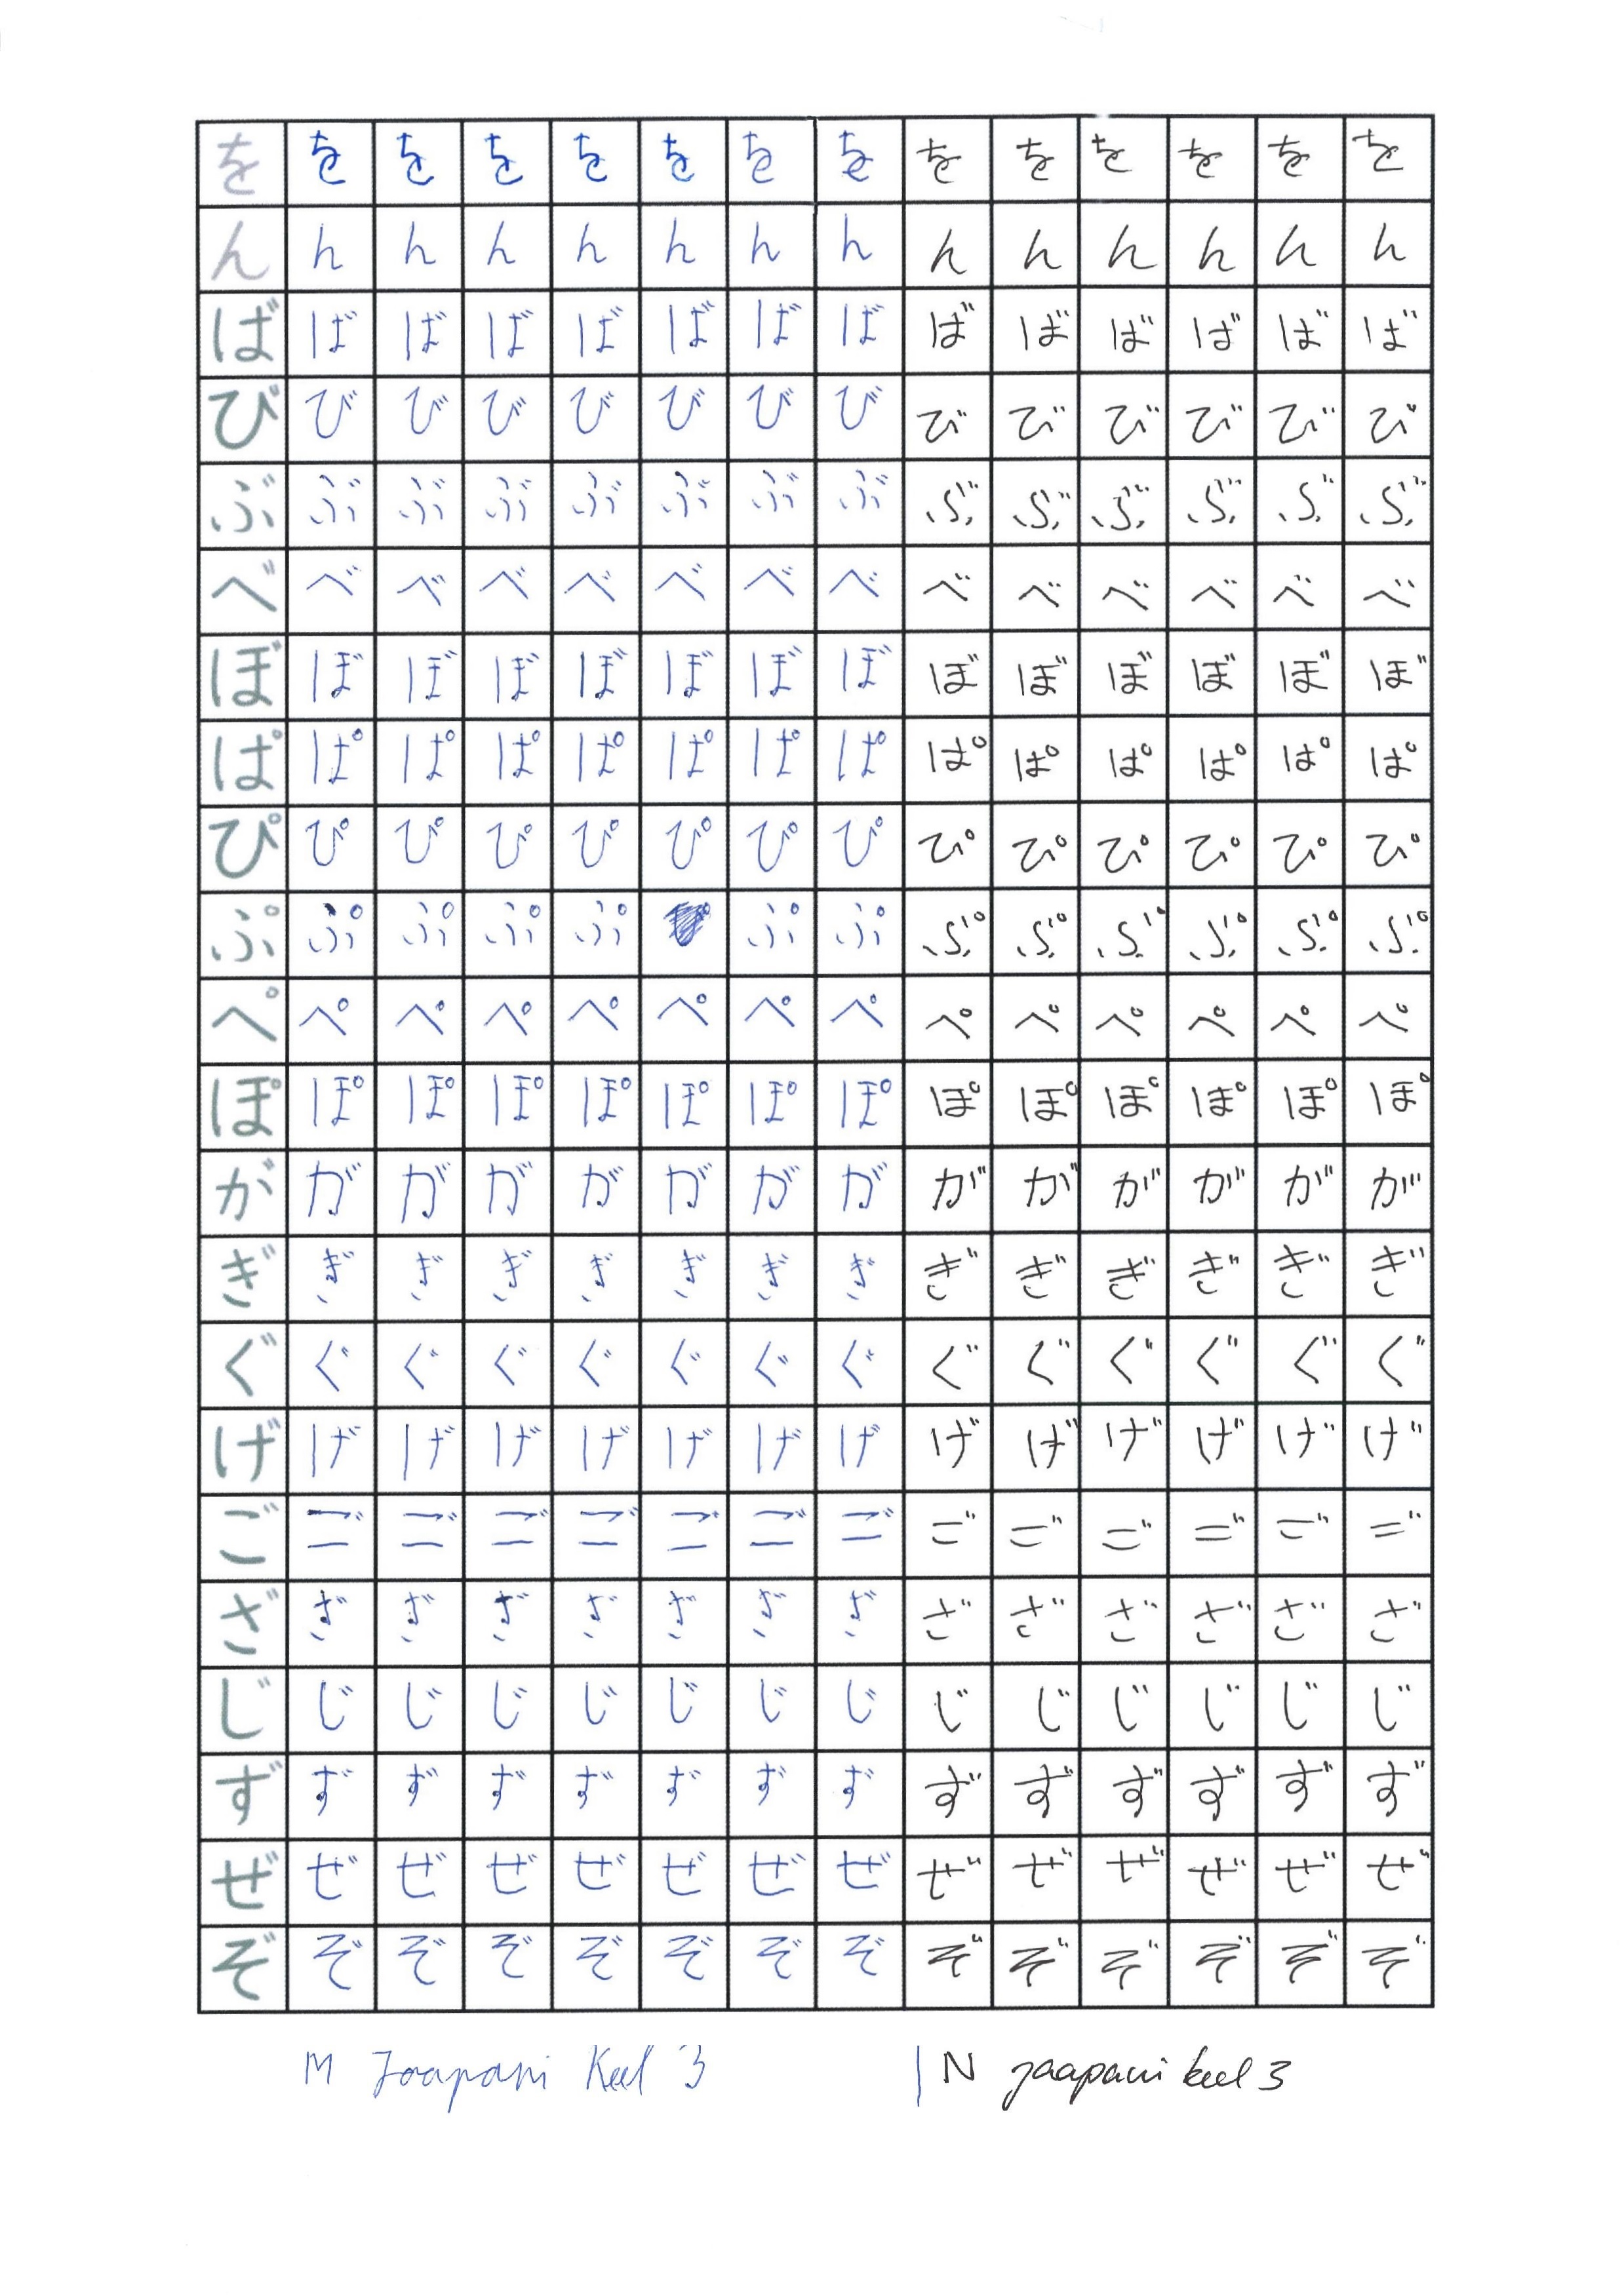 を を を を を を を を を を を を を を
ん ん ん ん ん ん ん ん ん ん ん ん ん ん
ば ば ば ば ば ば ば ば ば ば ば ば ば ば
び び び び び び び び び び び び び び
ぶ ぶ ぶ ぶ ぶ ぶ ぶ ぶ ぶ ぶ ぶ ぶ ぶ ぶ
べ べ べ べ べ べ べ べ べ べ べ べ べ べ
ぼ ぼ ぼ ぼ ぼ ぼ ぼ ぼ ぼ ぼ ぼ ぼ ぼ ぼ
ぱ ぱ ぱ ぱ ぱ ぱ ぱ ぱ ぱ ぱ ぱ ぱ ぱ ぱ
ぴ ぴ ぴ ぴ ぴ ぴ ぴ ぴ ぴ ぴ ぴ ぴ ぴ ぴ
ぷ ぷ ぷ ぷ ぷ ぷ ぷ ぷ ぷ ぷ ぷ ぷ ぷ
ぺ ぺ ぺ ぺ ぺ ぺ ぺ ぺ ぺ ぺ ぺ ぺ ぺ ぺ
ぽ ぽ ぽ ぽ ぽ ぽ ぽ ぽ ぽ ぽ ぽ ぽ ぽ ぽ
が が が が が が が が が が が が が が
ぎ ぎ ぎ ぎ ぎ ぎ ぎ ぎ ぎ ぎ ぎ ぎ ぎ ぎ
ぐ ぐ ぐ ぐ ぐ ぐ ぐ ぐ ぐ ぐ ぐ ぐ ぐ ぐ
げ げ げ げ げ げ げ げ げ げ げ げ げ げ
ご ご ご ご ご ご ご ご ご ご ご ご ご ご
ざ ざ ざ ざ ざ ざ ざ ざ ざ ざ ざ ざ ざ ざ
じ じ じ じ じ じ じ じ じ じ じ じ じ じ
ず ず ず ず ず ず ず ず ず ず ず ず ず ず
ぜ ぜ ぜ ぜ ぜ ぜ ぜ ぜ ぜ ぜ ぜ ぜ ぜ ぜ
ぞ ぞ ぞ ぞ ぞ ぞ ぞ ぞ ぞ ぞ ぞ ぞ ぞ ぞ
M Jaapani Keel 3 | N jaapani keel 3